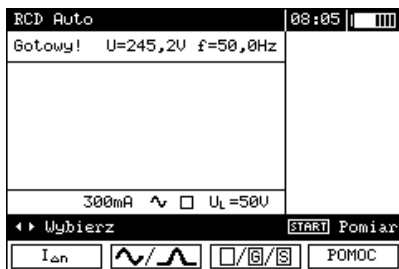 RCD Auto 08:05
Gotowy! U=245,2V f=50,0Hz
300mA UL=50V
Wybierz START Pomiar
IΔn / /G/S POMOC